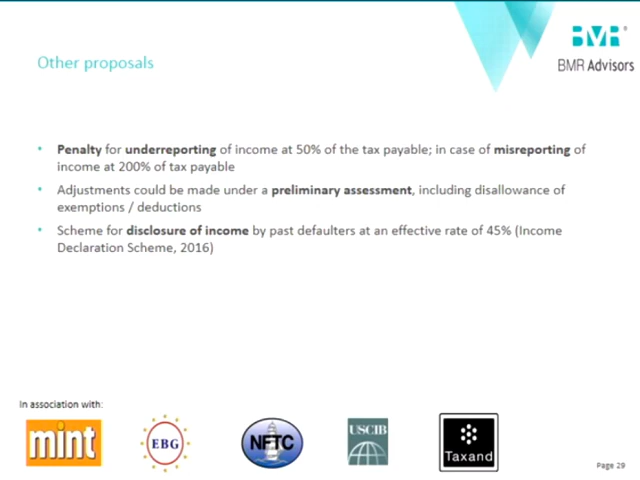 BMR
BMR Advisors
Other proposals
• Penalty for underreporting of income at 50% of the tax payable; in case of misreporting of
income at 200% of tax payable
• Adjustments could be made under a preliminary assessment, including disallowance of
exemptions / deductions
• Scheme for disclosure of income by past defaulters at an effective rate of 45% (Income
Declaration Scheme, 2016)
In association with:
mint
EBG
NFTC
USCIB
Taxand
Page 29